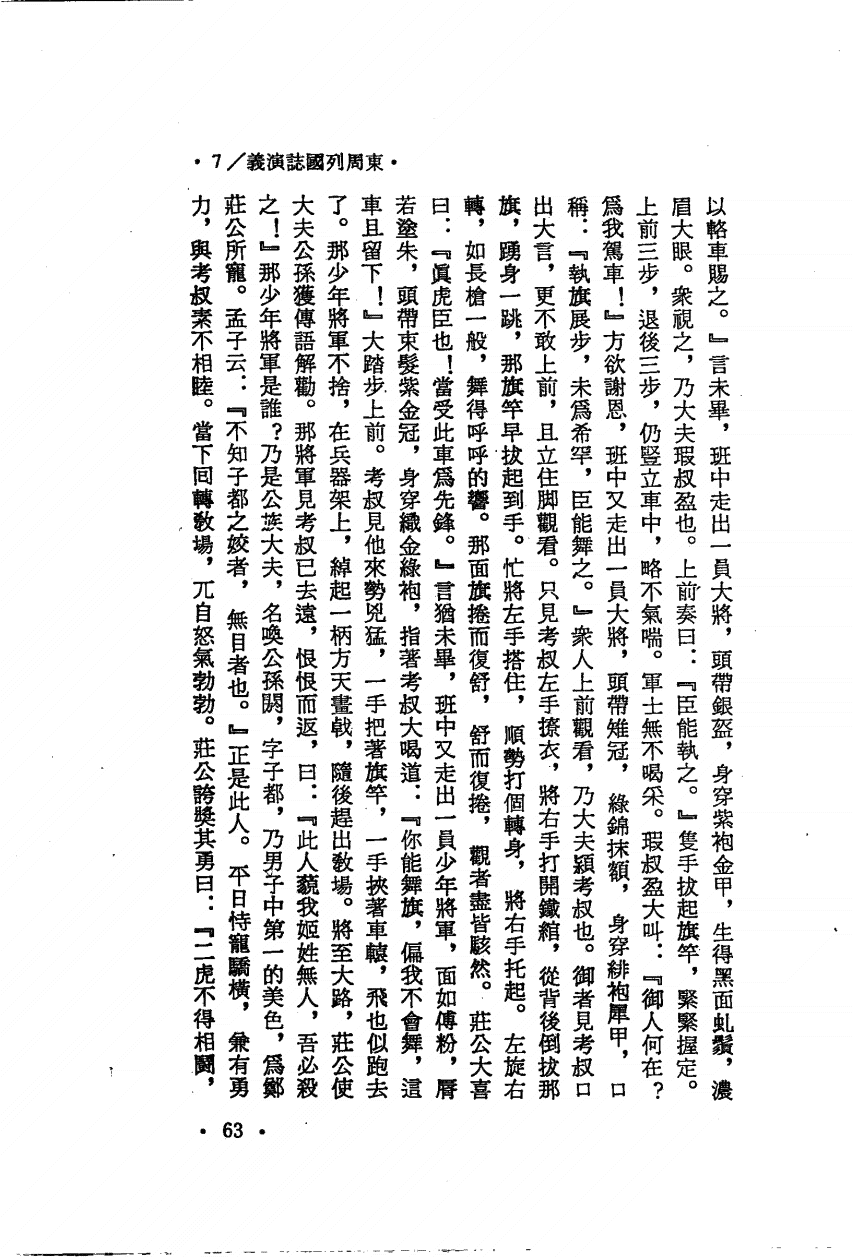 ・東周列國誌演義／7・
以輅車賜之。』言未畢，班中走出一員大將，頭帶銀盔，身穿紫袍金甲，生得黑面虬鬚，濃
眉大眼。衆視之，乃大夫瑕叔盈也。上前奏曰：『臣能執之。』隻手拔起旗竿，緊緊握定。
上前三步，退後三步，仍豎立車中，略不氣喘。軍士無不喝采。瑕叔盈大叫：『御人何在？
爲我駕車！』方欲謝恩，班中又走出一員大將，頭帶雉冠，綠錦抹額，身穿緋袍犀甲，口
稱：『執旗展步，未爲希罕，臣能舞之。』衆人上前觀看，乃大夫潁考叔也。御者見考叔口
出大言，更不敢上前，且立住脚觀看。只見考叔左手撩衣，將右手打開鐵綰，從背後倒拔那
旗，踴身一跳，那旗竿早拔起到手。忙將左手搭住，順勢打個轉身，將右手托起。左旋右
轉，如長槍一般，舞得呼呼的響。那面旗捲而復舒，舒而復捲，觀者盡皆駭然。莊公大喜
曰：『眞虎臣也！當受此車爲先鋒。』言猶未畢，班中又走出一員少年將軍，面如傅粉，脣
若塗朱，頭帶束髮紫金冠，身穿織金綠袍，指著考叔大喝道：『你能舞旗，偏我不會舞，這
車且留下！』大踏步上前。考叔見他來勢兇猛，一手把著旗竿，一手挾著車轅，飛也似跑去
了。那少年將軍不捨，在兵器架上，綽起一柄方天畫戟，隨後趕出敎場。將至大路，莊公使
大夫公孫獲傳語解勸。那將軍見考叔已去遠，恨恨而返，曰：『此人藐我姬姓無人，吾必殺
之！』那少年將軍是誰？乃是公族大夫，名喚公孫閼，字子都，乃男子中第一的美色，爲鄭
莊公所寵。孟子云：『不知子都之姣者，無目者也。』正是此人。平日恃寵驕橫，兼有勇
力，與考叔素不相睦。當下回轉敎場，兀自怒氣勃勃。莊公誇獎其勇曰：『二虎不得相鬪，
・63・